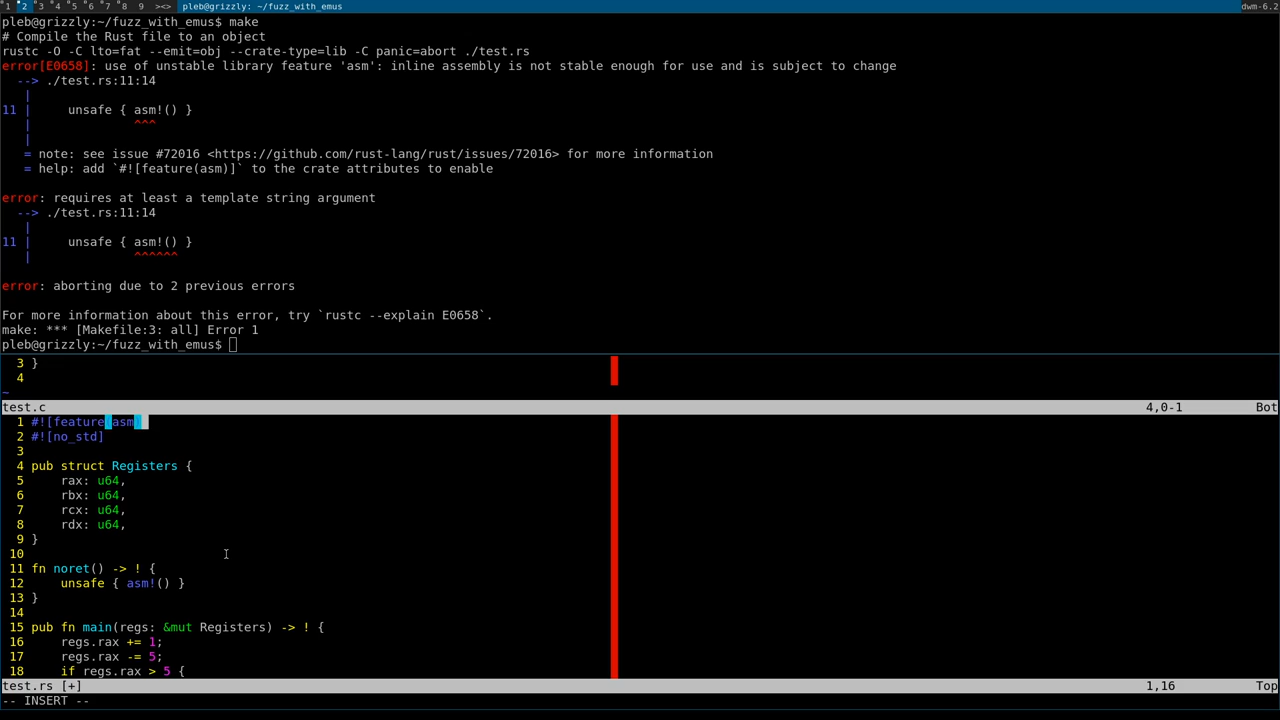 1 2 3 4 5 6 7 8 9 ><> pleb@grizzly: ~/fuzz_with_emus dwm-6.2
pleb@grizzly:~/fuzz_with_emus$ make
# Compile the Rust file to an object
rustc -O -C lto=fat --emit=obj --crate-type=lib -C panic=abort ./test.rs
error[E0658]: use of unstable library feature 'asm': inline assembly is not stable enough for use and is subject to change
  --> ./test.rs:11:14
   |
11 |     unsafe { asm!() }
   |              ^^^
   |
   = note: see issue #72016 <https://github.com/rust-lang/rust/issues/72016> for more information
   = help: add `#![feature(asm)]` to the crate attributes to enable
error: requires at least a template string argument
  --> ./test.rs:11:14
   |
11 |     unsafe { asm!() }
   |              ^^^^^^
error: aborting due to 2 previous errors
For more information about this error, try `rustc --explain E0658`.
make: *** [Makefile:3: all] Error 1
pleb@grizzly:~/fuzz_with_emus$
3 }
4
~
test.c 4,0-1 Bot
1 #![feature(asm)
2 #![no_std]
3
4 pub struct Registers {
5     rax: u64,
6     rbx: u64,
7     rcx: u64,
8     rdx: u64,
9 }
10
11 fn noret() -> ! {
12     unsafe { asm!() }
13 }
14
15 pub fn main(regs: &mut Registers) -> ! {
16     regs.rax += 1;
17     regs.rax -= 5;
18     if regs.rax > 5 {
test.rs [+] 1,16 Top
-- INSERT --